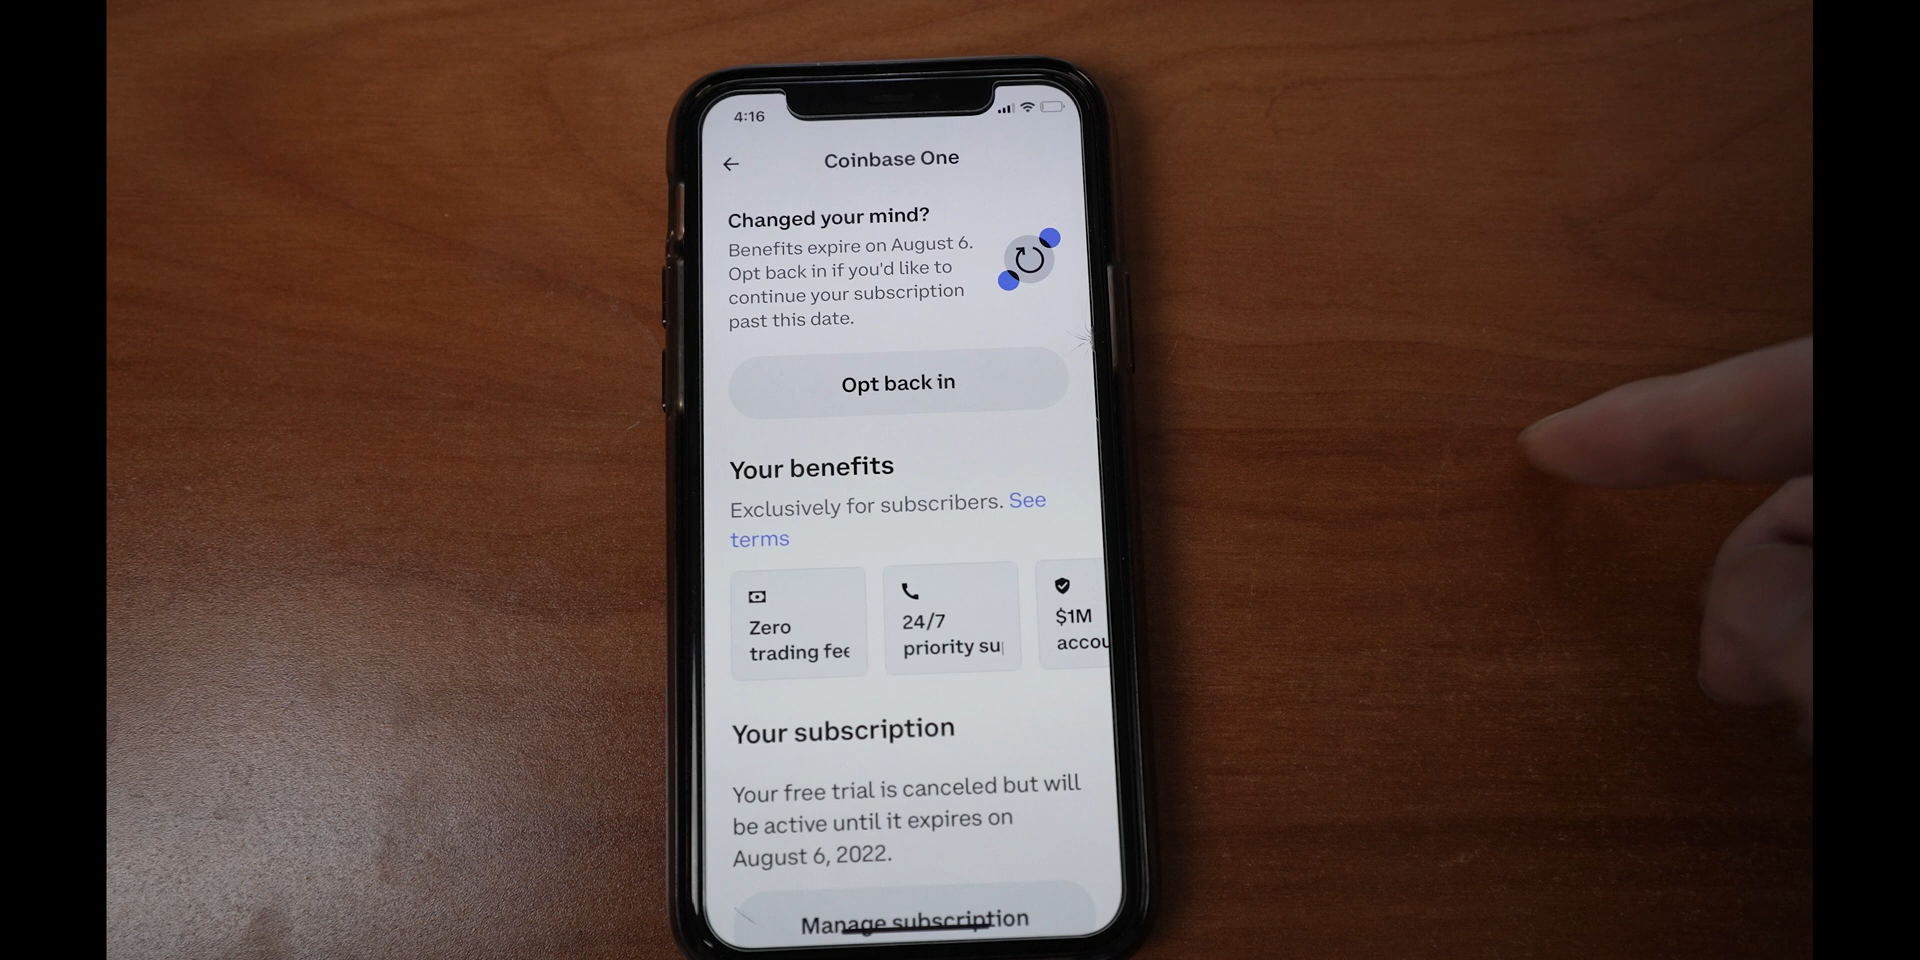 4:16
Coinbase One
Changed your mind?
Benefits expire on August 6.
Opt back in if you'd like to
continue your subscription
past this date.
Opt back in
Your benefits
Exclusively for subscribers. See
terms
Zero
trading fee
24/7
priority su
$1M
accou
Your subscription
Your free trial is canceled but will
be active until it expires on
August 6, 2022.
Manage subscription